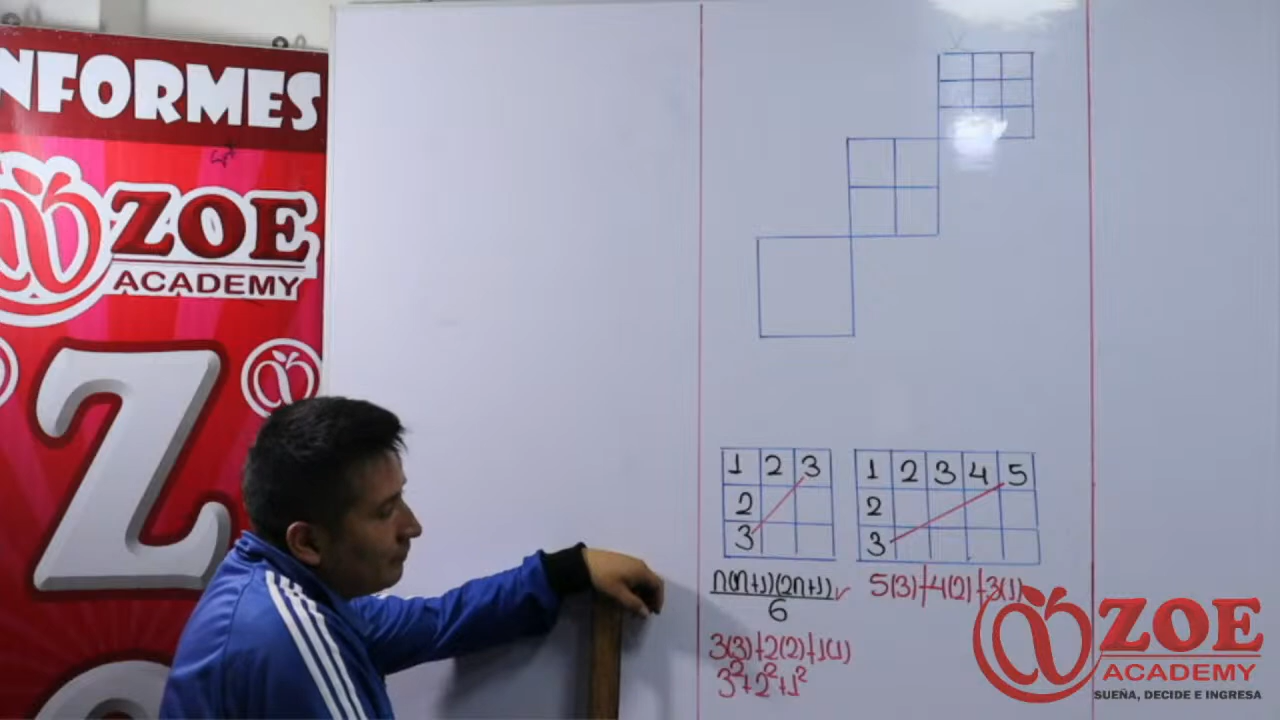 NFORMES
ZOE
ACADEMY
Z
1 2 3
2
3
n(n+1)(2n+1)
6
3(3)+2(2)+1(1)
3²+2²+1²
1 2 3 4 5
2
3
5(3)+4(2)+3(1)
ZOE
ACADEMY
SUEÑA, DECIDE E INGRESA